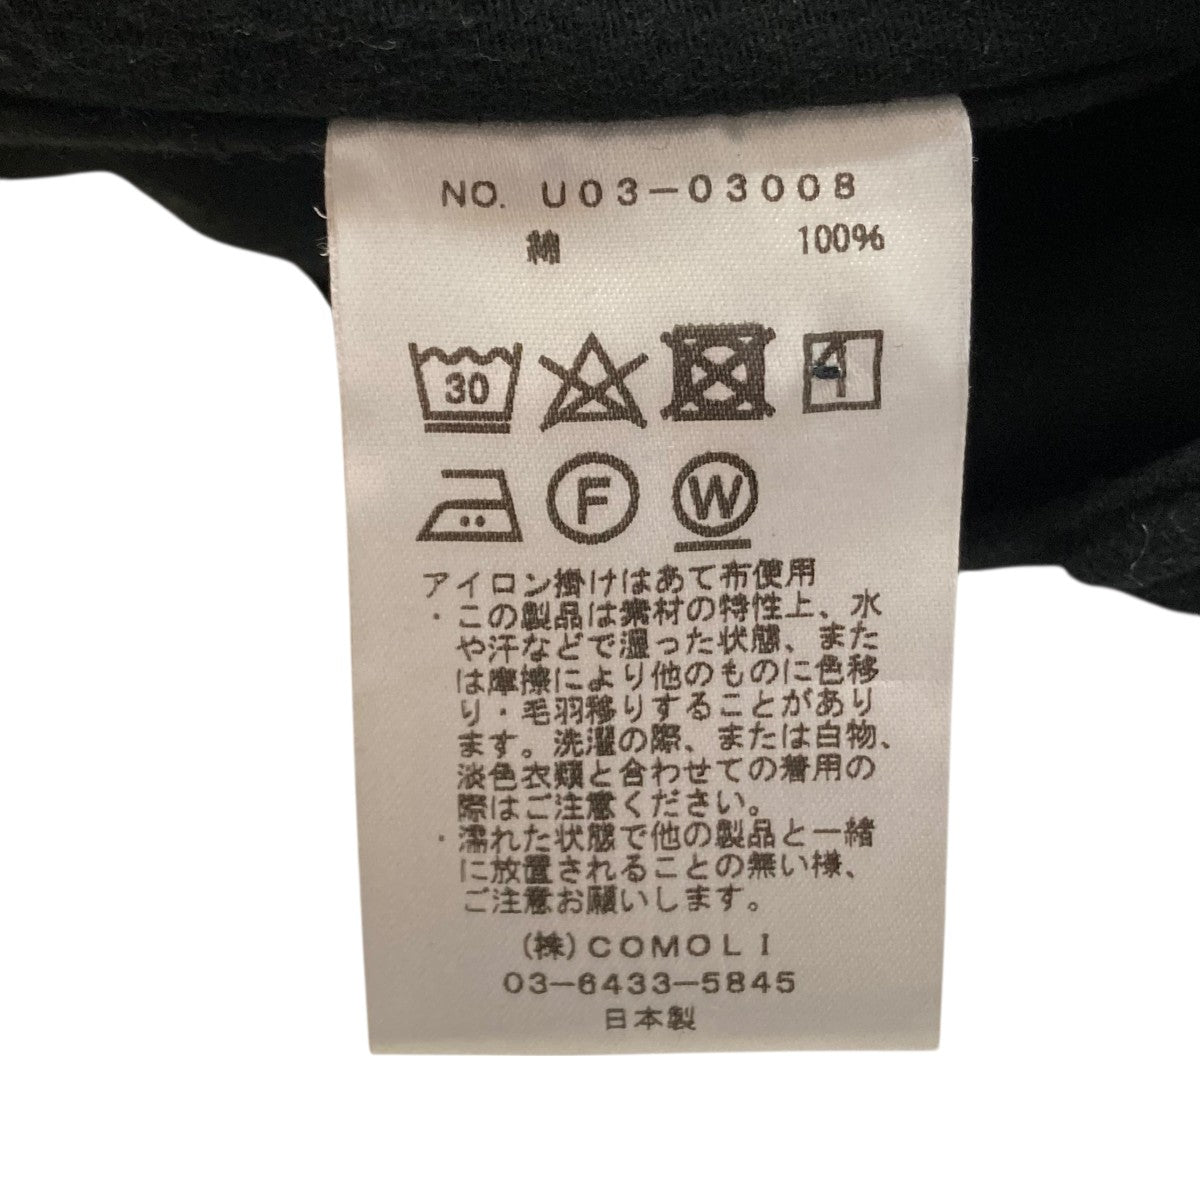 NO. U03-03008
綿 100%
30
4
F W
アイロン掛けはあて布使用
・この製品は素材の特性上、水
や汗などで湿った状態、また
は摩擦により他のものに色移
り・毛羽移りすることがあり
ます。洗濯の際、または白物、
淡色衣類と合わせての着用の
際はご注意ください。
・濡れた状態で他の製品と一緒
に放置されることの無い様、
ご注意お願いします。
(株)COMOLI
03-6433-5845
日本製